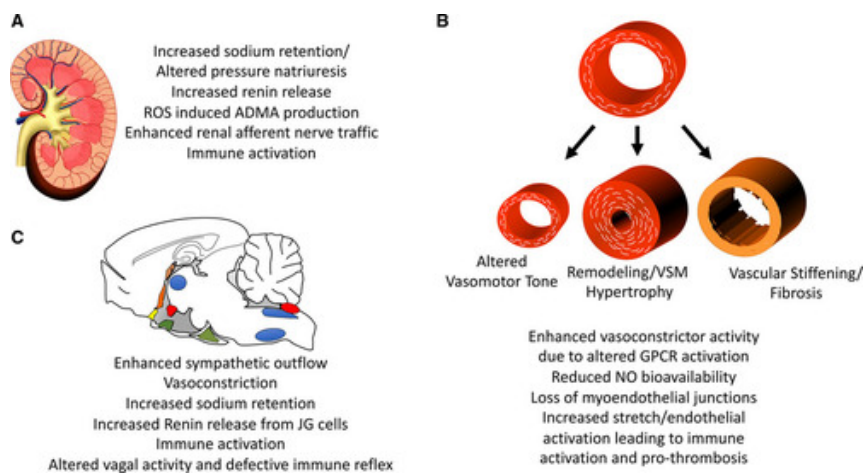 A
Increased sodium retention/
Altered pressure natriuresis
Increased renin release
ROS induced ADMA production
Enhanced renal afferent nerve traffic
Immune activation
B
Altered
Vasomotor Tone
Remodeling/VSM
Hypertrophy
Vascular Stiffening/
Fibrosis
Enhanced vasoconstrictor activity
due to altered GPCR activation
Reduced NO bioavailability
Loss of myoendothelial junctions
Increased stretch/endothelial
activation leading to immune
activation and pro-thrombosis
C
Enhanced sympathetic outflow
Vasoconstriction
Increased sodium retention
Increased Renin release from JG cells
Immune activation
Altered vagal activity and defective immune reflex